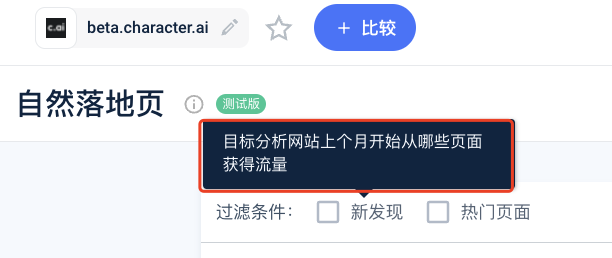 c.ai
beta.character.ai
+ 比较
自然落地页
测试版
目标分析网站上个月开始从哪些页面
获得流量
过滤条件：
新发现
热门页面